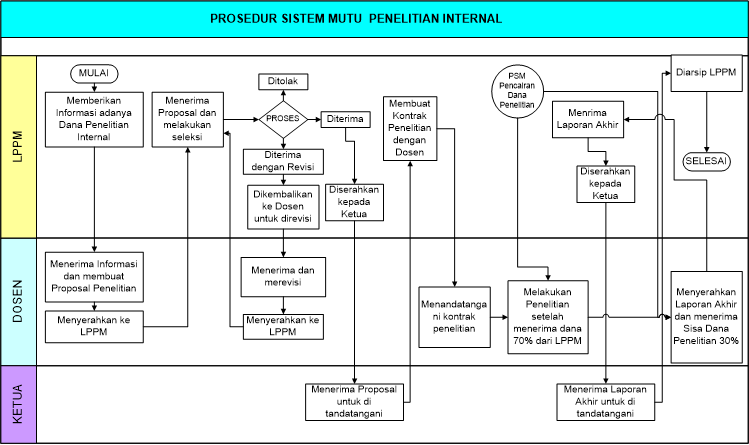 PROSEDUR SISTEM MUTU PENELITIAN INTERNAL
LPPM
MULAI
Memberikan
Informasi adanya
Dana Penelitian
Internal
Menerima
Proposal dan
melakukan
seleksi
Ditolak
PROSES
Diterima
Diterima
dengan Revisi
Dikembalikan
ke Dosen
untuk direvisi
Diserahkan
kepada
Ketua
Membuat
Kontrak
Penelitian
dengan
Dosen
PSM
Pencairan
Dana
Penelitian
Menrima
Laporan Akhir
Diserahkan
kepada
Ketua
Diarsip LPPM
SELESAI
DOSEN
Menerima Informasi
dan membuat
Proposal Penelitian
Menyerahkan ke
LPPM
Menerima dan
merevisi
Menyerahkan ke
LPPM
Menandatanga
ni kontrak
penelitian
Melakukan
Penelitian
setelah
menerima dana
70% dari LPPM
Menyerahkan
Laporan Akhir
dan menerima
Sisa Dana
Penelitian 30%
KETUA
Menerima Proposal
untuk di
tandatangani
Menerima Laporan
Akhir untuk di
tandatangani